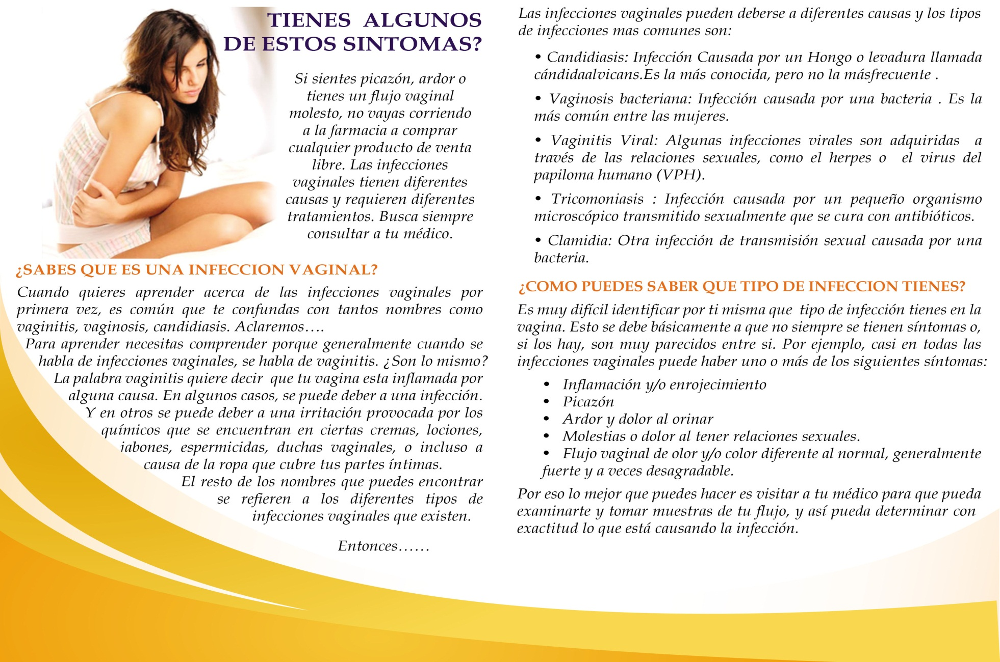 TIENES ALGUNOS
DE ESTOS SINTOMAS?
Si sientes picazón, ardor o
tienes un flujo vaginal
molesto, no vayas corriendo
a la farmacia a comprar
cualquier producto de venta
libre. Las infecciones
vaginales tienen diferentes
causas y requieren diferentes
tratamientos. Busca siempre
consultar a tu médico.
¿SABES QUE ES UNA INFECCION VAGINAL?
Cuando quieres aprender acerca de las infecciones vaginales por
primera vez, es común que te confundas con tantos nombres como
vaginitis, vaginosis, candidiasis. Aclaremos….
Para aprender necesitas comprender porque generalmente cuando se
habla de infecciones vaginales, se habla de vaginitis. ¿Son lo mismo?
La palabra vaginitis quiere decir que tu vagina esta inflamada por
alguna causa. En algunos casos, se puede deber a una infección.
Y en otros se puede deber a una irritación provocada por los
químicos que se encuentran en ciertas cremas, lociones,
jabones, espermicidas, duchas vaginales, o incluso a
causa de la ropa que cubre tus partes íntimas.
El resto de los nombres que puedes encontrar
se refieren a los diferentes tipos de
infecciones vaginales que existen.
Entonces……
Las infecciones vaginales pueden deberse a diferentes causas y los tipos
de infecciones mas comunes son:
• Candidiasis: Infección Causada por un Hongo o levadura llamada
cándidaalvicans.Es la más conocida, pero no la másfrecuente .
• Vaginosis bacteriana: Infección causada por una bacteria . Es la
más común entre las mujeres.
• Vaginitis Viral: Algunas infecciones virales son adquiridas a
través de las relaciones sexuales, como el herpes o el virus del
papiloma humano (VPH).
• Tricomoniasis : Infección causada por un pequeño organismo
microscópico transmitido sexualmente que se cura con antibióticos.
• Clamidia: Otra infección de transmisión sexual causada por una
bacteria.
¿COMO PUEDES SABER QUE TIPO DE INFECCION TIENES?
Es muy difícil identificar por ti misma que tipo de infección tienes en la
vagina. Esto se debe básicamente a que no siempre se tienen síntomas o,
si los hay, son muy parecidos entre si. Por ejemplo, casi en todas las
infecciones vaginales puede haber uno o más de los siguientes síntomas:
• Inflamación y/o enrojecimiento
• Picazón
• Ardor y dolor al orinar
• Molestias o dolor al tener relaciones sexuales.
• Flujo vaginal de olor y/o color diferente al normal, generalmente
fuerte y a veces desagradable.
Por eso lo mejor que puedes hacer es visitar a tu médico para que pueda
examinarte y tomar muestras de tu flujo, y así pueda determinar con
exactitud lo que está causando la infección.